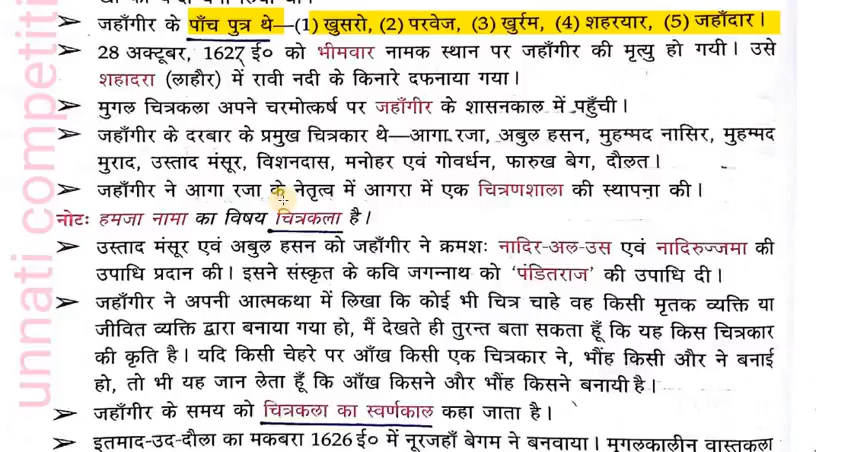 ➤ जहाँगीर के पाँच पुत्र थे—(1) खुसरो, (2) परवेज, (3) खुर्रम, (4) शहरयार, (5) जहाँदार।
➤ 28 अक्टूबर, 1627 ई० को भीमवार नामक स्थान पर जहाँगीर की मृत्यु हो गयी। उसे
शहादरा (लाहौर) में रावी नदी के किनारे दफनाया गया।
➤ मुगल चित्रकला अपने चरमोत्कर्ष पर जहाँगीर के शासनकाल में पहुँची।
➤ जहाँगीर के दरबार के प्रमुख चित्रकार थे—आगा रजा, अबुल हसन, मुहम्मद नासिर, मुहम्मद
मुराद, उस्ताद मंसूर, विशनदास, मनोहर एवं गोवर्धन, फारुख बेग, दौलत।
➤ जहाँगीर ने आगा रजा के नेतृत्व में आगरा में एक चित्रणशाला की स्थापना की।
नोटः हमजा नामा का विषय चित्रकला है।
➤ उस्ताद मंसूर एवं अबुल हसन को जहाँगीर ने क्रमशः नादिर-अल-उस एवं नादिरुज्जमा की
उपाधि प्रदान की। इसने संस्कृत के कवि जगन्नाथ को 'पंडितराज' की उपाधि दी।
➤ जहाँगीर ने अपनी आत्मकथा में लिखा कि कोई भी चित्र चाहे वह किसी मृतक व्यक्ति या
जीवित व्यक्ति द्वारा बनाया गया हो, मैं देखते ही तुरन्त बता सकता हूँ कि यह किस चित्रकार
की कृति है। यदि किसी चेहरे पर आँख किसी एक चित्रकार ने, भौंह किसी और ने बनाई
हो, तो भी यह जान लेता हूँ कि आँख किसने और भौंह किसने बनायी है।
➤ जहाँगीर के समय को चित्रकला का स्वर्णकाल कहा जाता है।
➤ इतमाद-उद-दौला का मकबरा 1626 ई० में नूरजहाँ बेगम ने बनवाया। मुगलकालीन वास्तुकला
unnati competiti